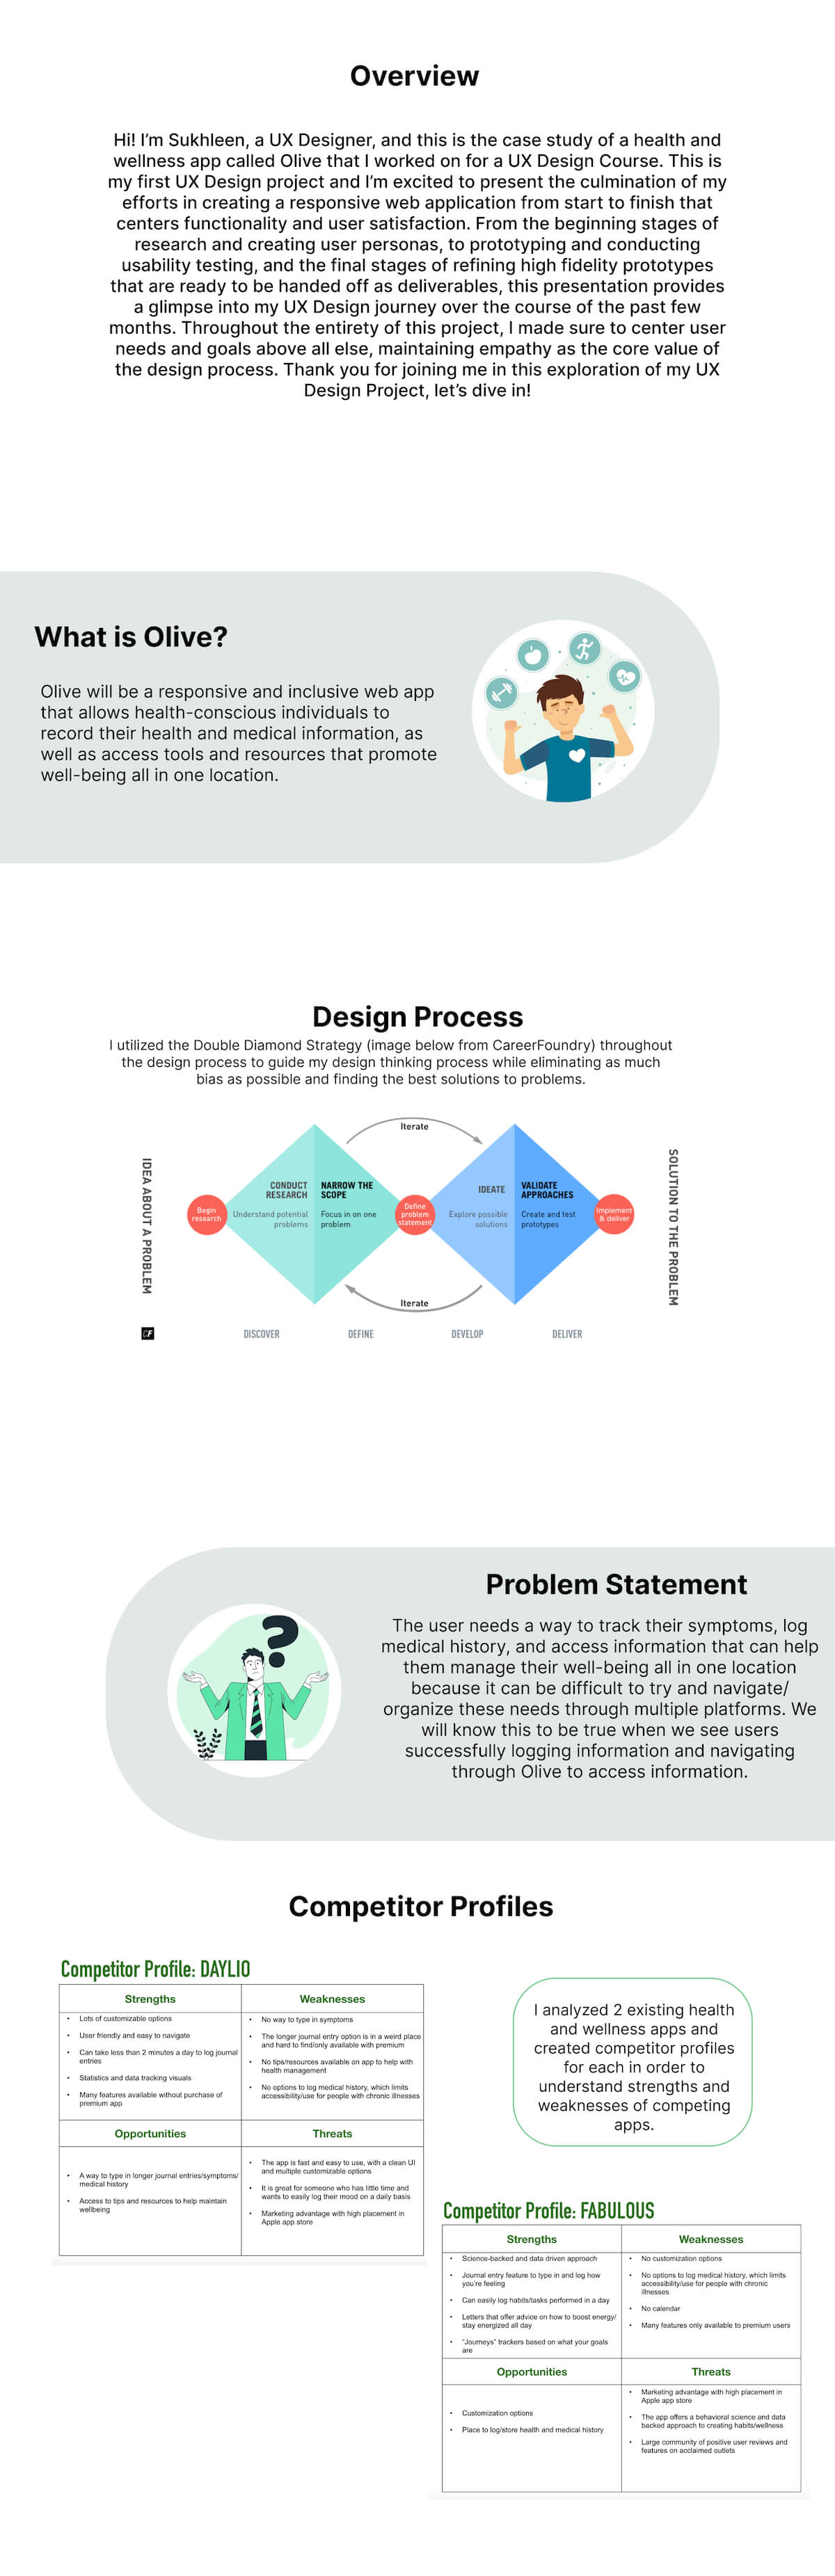 Overview
Hi! I'm Sukhleen, a UX Designer, and this is the case study of a health and
wellness app called Olive that I worked on for a UX Design Course. This is
my first UX Design project and I'm excited to present the culmination of my
efforts in creating a responsive web application from start to finish that
centers functionality and user satisfaction. From the beginning stages of
research and creating user personas, to prototyping and conducting
usability testing, and the final stages of refining high fidelity prototypes
that are ready to be handed off as deliverables, this presentation provides
a glimpse into my UX Design journey over the course of the past few
months. Throughout the entirety of this project, I made sure to center user
needs and goals above all else, maintaining empathy as the core value of
the design process. Thank you for joining me in this exploration of my UX
Design Project, let's dive in!
What is Olive?
Olive will be a responsive and inclusive web app
that allows health-conscious individuals to
record their health and medical information, as
well as access tools and resources that promote
well-being all in one location.
Design Process
I utilized the Double Diamond Strategy (image below from CareerFoundry) throughout
the design process to guide my design thinking process while eliminating as much
bias as possible and finding the best solutions to problems.
IDEA ABOUT A PROBLEM
Begin
research
CONDUCT
RESEARCH
Understand potential
problems
NARROW THE
SCOPE
Focus in on one
problem
Iterate
Define
problem
statement
Iterate
IDEATE
Explore possible
solutions
VALIDATE
APPROACHES
Create and test
prototypes
Implement
& deliver
SOLUTION TO THE PROBLEM
CF
DISCOVER
DEFINE
DEVELOP
DELIVER
Problem Statement
The user needs a way to track their symptoms, log
medical history, and access information that can help
them manage their well-being all in one location
because it can be difficult to try and navigate/
organize these needs through multiple platforms. We
will know this to be true when we see users
successfully logging information and navigating
through Olive to access information.
?
Competitor Profiles
Competitor Profile: DAYLIO
Strengths
• Lots of customizable options
• User friendly and easy to navigate
• Can take less than 2 minutes a day to log journal
entries
• Statistics and data tracking visuals
• Many features available without purchase of
premium app
Weaknesses
• No way to type in symptoms
• The longer journal entry option is in a weird place
and hard to find/only available with premium
• No tips/resources available on app to help with
health management
• No options to log medical history, which limits
accessibility/use for people with chronic illnesses
Opportunities
• A way to type in longer journal entries/symptoms/
medical history
• Access to tips and resources to help maintain
wellbeing
Threats
• The app is fast and easy to use, with a clean UI
and multiple customizable options
• It is great for someone who has little time and
wants to easily log their mood on a daily basis
• Marketing advantage with high placement in
Apple app store
I analyzed 2 existing health
and wellness apps and
created competitor profiles
for each in order to
understand strengths and
weaknesses of competing
apps.
Competitor Profile: FABULOUS
Strengths
• Science-backed and data driven approach
• Journal entry feature to type in and log how
you're feeling
• Can easily log habits/tasks performed in a day
• Letters that offer advice on how to boost energy/
stay energized all day
• "Journeys" trackers based on what your goals
are
Weaknesses
• No customization options
• No options to log medical history, which limits
accessibility/use for people with chronic
illnesses
• No calendar
• Many features only available to premium users
Opportunities
• Customization options
• Place to log/store health and medical history
Threats
• Marketing advantage with high placement in
Apple app store
• The app offers a behavioral science and data
backed approach to creating habits/wellness
• Large community of positive user reviews and
features on acclaimed outlets